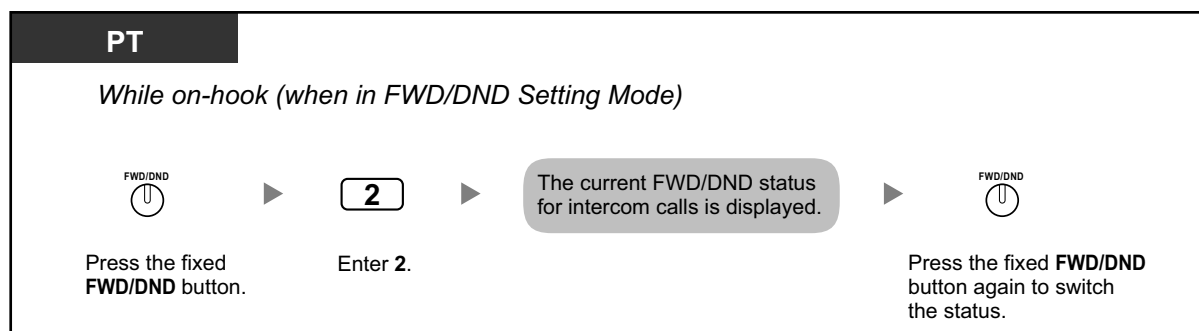 PT
While on-hook (when in FWD/DND Setting Mode)
FWD/DND
2
The current FWD/DND status
for intercom calls is displayed.
FWD/DND
Press the fixed
FWD/DND button.
Enter 2.
Press the fixed FWD/DND
button again to switch
the status.